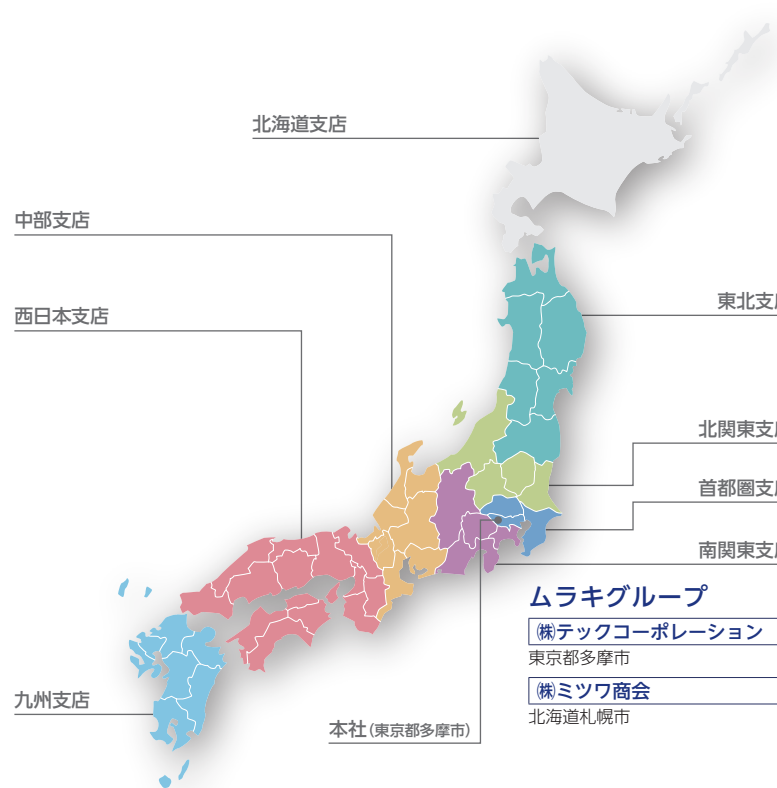 北海道支店
中部支店
西日本支店
東北支店
北関東支店
首都圏支店
南関東支店
ムラキグループ
㈱テックコーポレーション
東京都多摩市
㈱ミツワ商会
北海道札幌市
九州支店
本社(東京都多摩市)